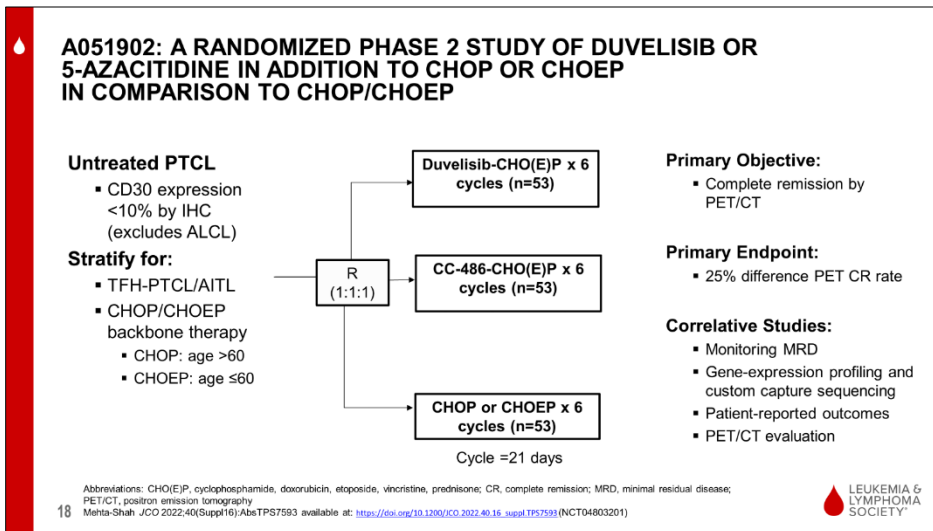 A051902: A RANDOMIZED PHASE 2 STUDY OF DUVELISIB OR
5-AZACITIDINE IN ADDITION TO CHOP OR CHOEP
IN COMPARISON TO CHOP/CHOEP
Untreated PTCL
▪ CD30 expression
<10% by IHC
(excludes ALCL)
Stratify for:
▪ TFH-PTCL/AITL
▪ CHOP/CHOEP
backbone therapy
▪ CHOP: age >60
▪ CHOEP: age ≤60
R
(1:1:1)
Duvelisib-CHO(E)P x 6
cycles (n=53)
CC-486-CHO(E)P x 6
cycles (n=53)
CHOP or CHOEP x 6
cycles (n=53)
Cycle =21 days
Primary Objective:
▪ Complete remission by
PET/CT
Primary Endpoint:
▪ 25% difference PET CR rate
Correlative Studies:
▪ Monitoring MRD
▪ Gene-expression profiling and
custom capture sequencing
▪ Patient-reported outcomes
▪ PET/CT evaluation
Abbreviations: CHO(E)P, cyclophosphamide, doxorubicin, etoposide, vincristine, prednisone; CR, complete remission; MRD, minimal residual disease;
PET/CT, positron emission tomography
18 Mehta-Shah JCO 2022;40(Suppl16):AbsTPS7593 available at: https://doi.org/10.1200/JCO.2022.40.16_suppl.TPS7593 (NCT04803201)
LEUKEMIA &
LYMPHOMA
SOCIETY®